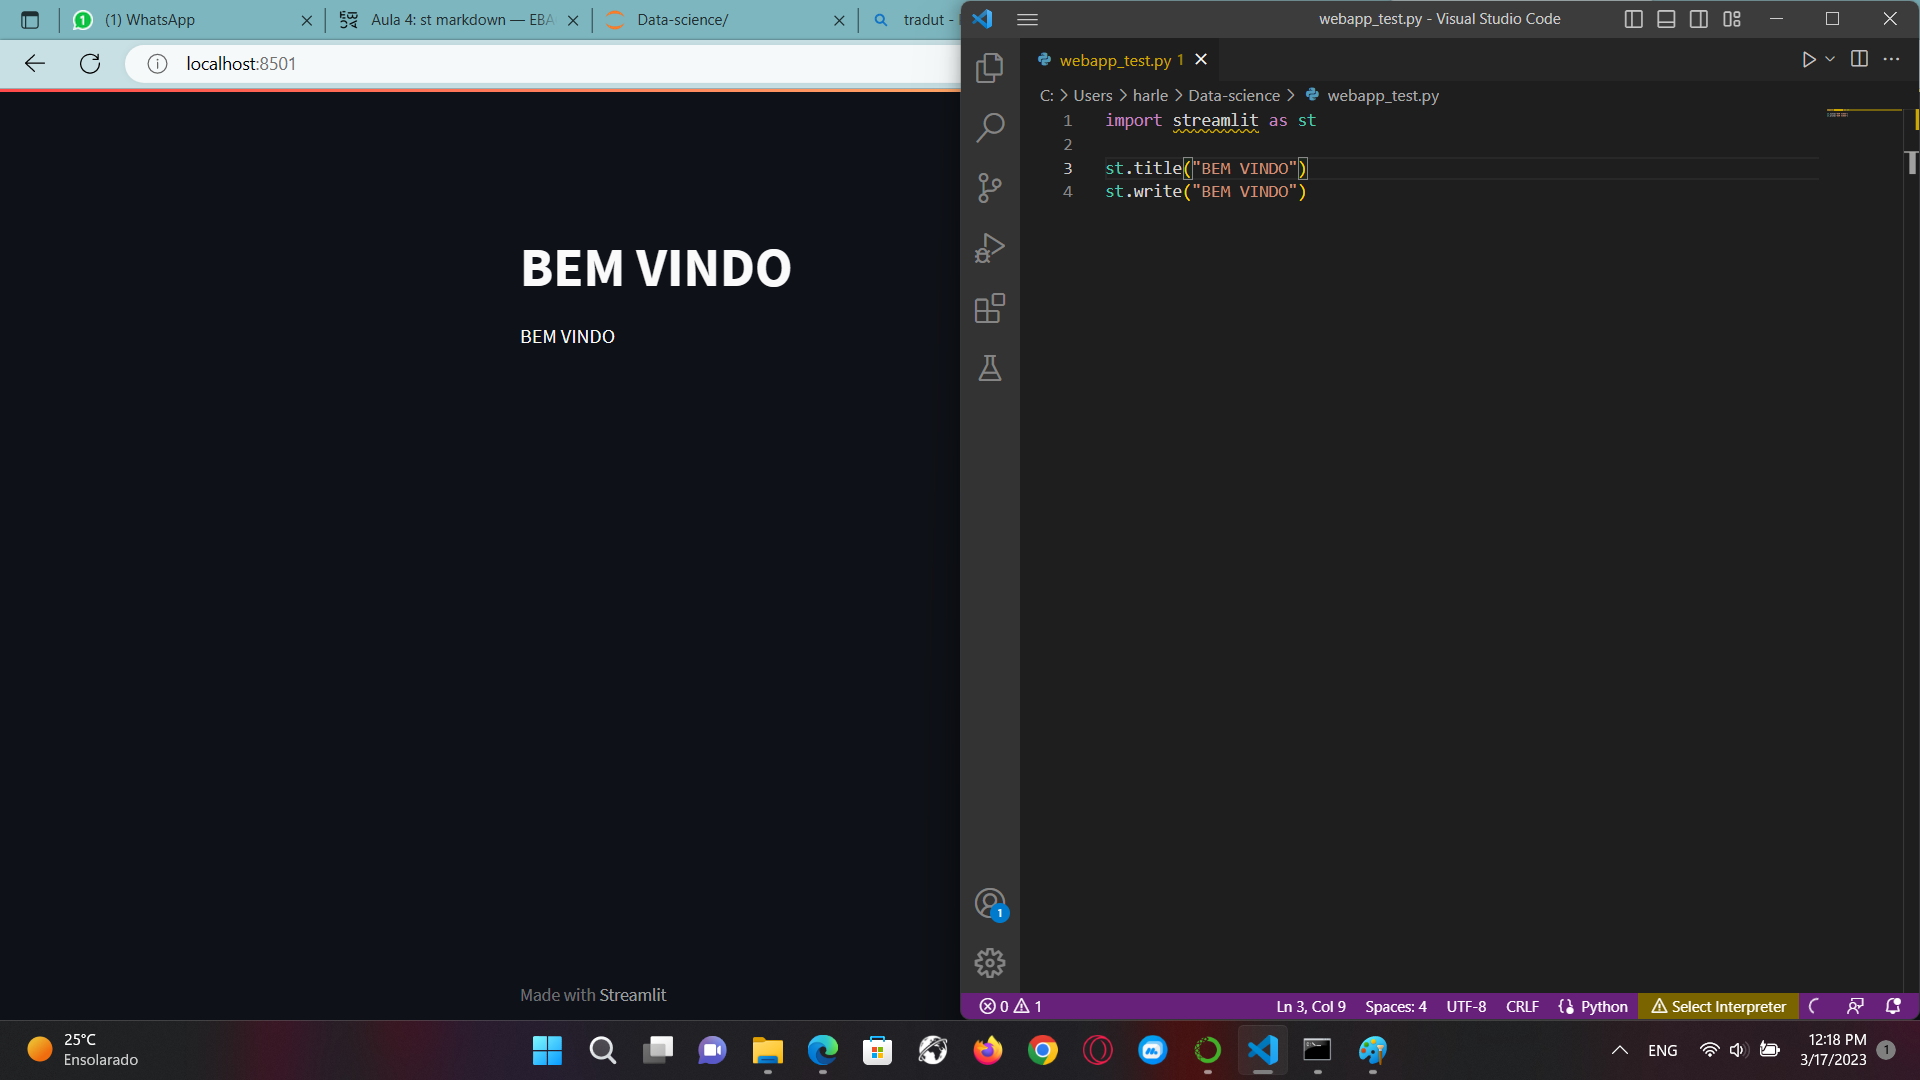 (1) WhatsApp
Aula 4: st markdown — EBA
Data-science/
tradut -
localhost:8501
BEM VINDO
BEM VINDO
Made with Streamlit
webapp_test.py - Visual Studio Code
webapp_test.py 1
C: > Users > harle > Data-science > webapp_test.py
1 import streamlit as st
2
3 st.title("BEM VINDO")
4 st.write("BEM VINDO")
1
0 1 Ln 3, Col 9 Spaces: 4 UTF-8 CRLF Python Select Interpreter
25°C
Ensolarado
ENG
12:18 PM
3/17/2023
1